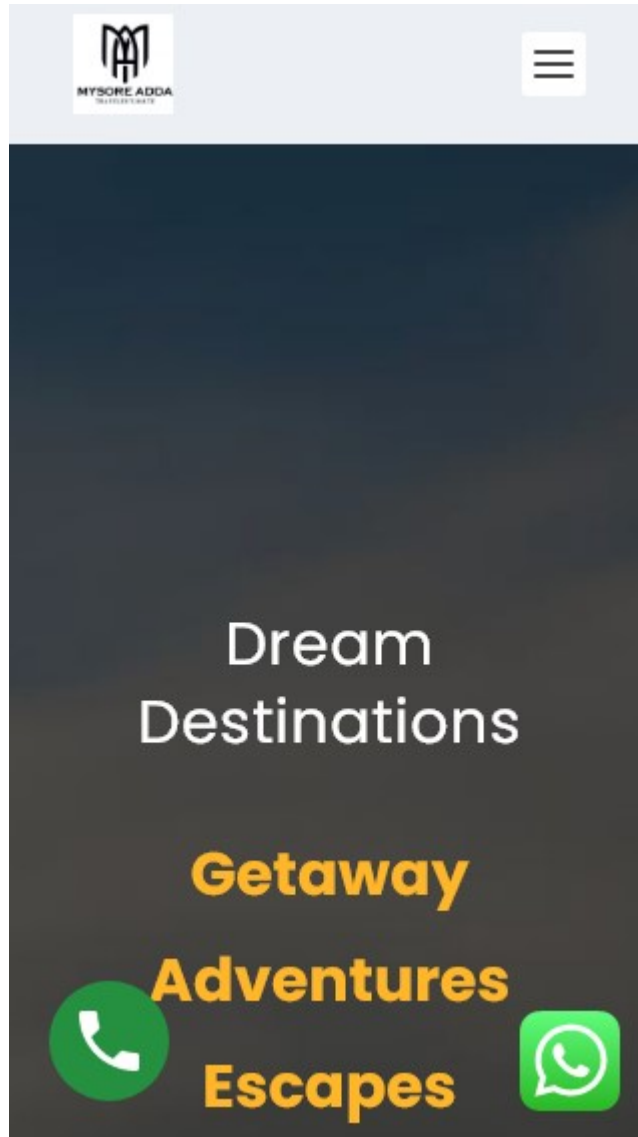 MYSORE ADDA
Dream
Destinations
Getaway
Adventures
Escapes